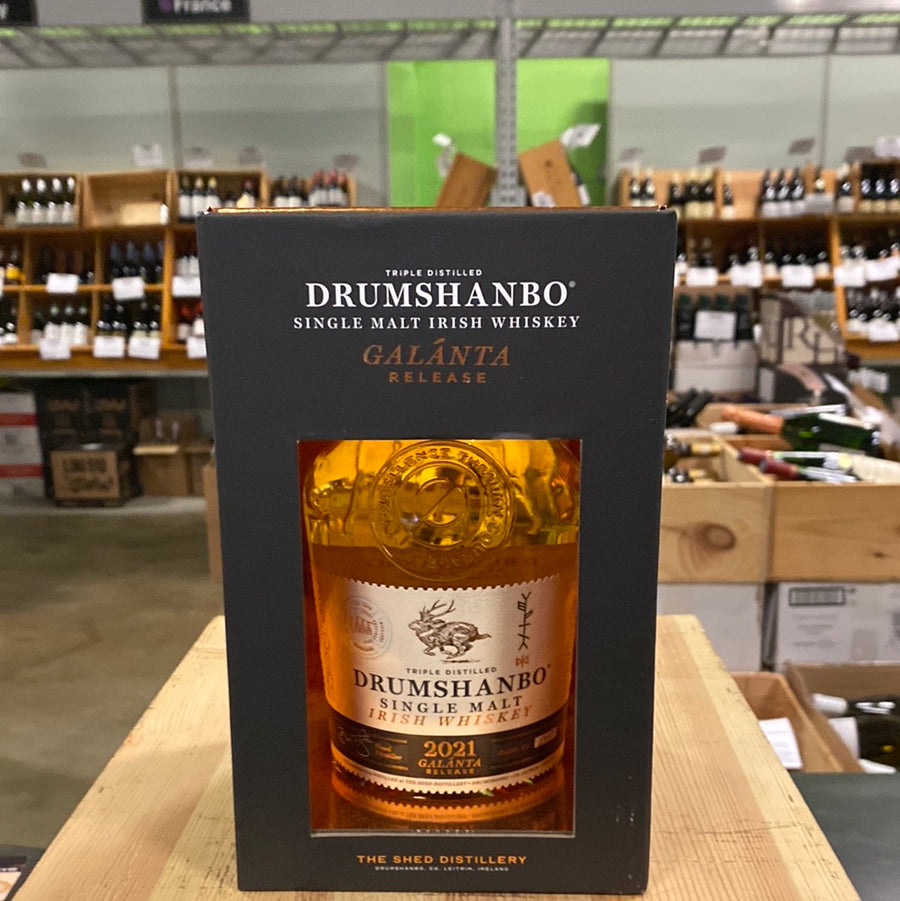 France
TRIPLE DISTILLED
DRUMSHANBO®
SINGLE MALT IRISH WHISKEY
GALÁNTA
RELEASE
TRIPLE DISTILLED
DRUMSHANBO®
SINGLE MALT
IRISH WHISKEY
2021
GALÁNTA
RELEASE
THE SHED DISTILLERY
DRUMSHANBO, CO. LEITRIM, IRELAND